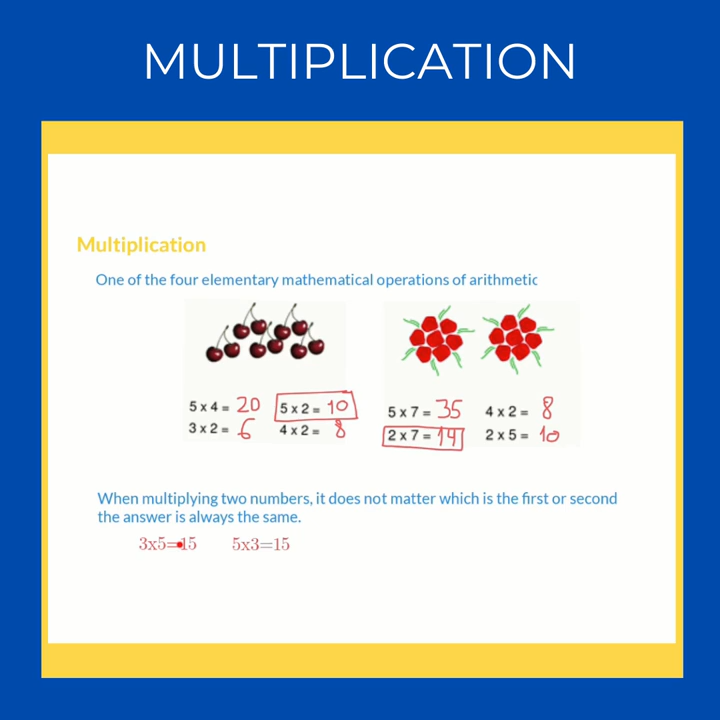 MULTIPLICATION
Multiplication
One of the four elementary mathematical operations of arithmetic
5 x 4 = 20 5 x 2 = 10 5 x 7 = 35 4 x 2 = 8
3 x 2 = 6 4 x 2 = 8 2 x 7 = 14 2 x 5 = 10
When multiplying two numbers, it does not matter which is the first or second
the answer is always the same.
3x5=15 5x3=15